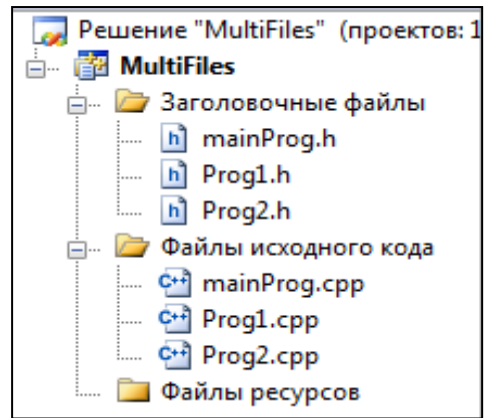 Решение "MultiFiles" (проектов: 1
MultiFiles
Заголовочные файлы
h mainProg.h
h Prog1.h
h Prog2.h
Файлы исходного кода
C++ mainProg.cpp
C++ Prog1.cpp
C++ Prog2.cpp
Файлы ресурсов